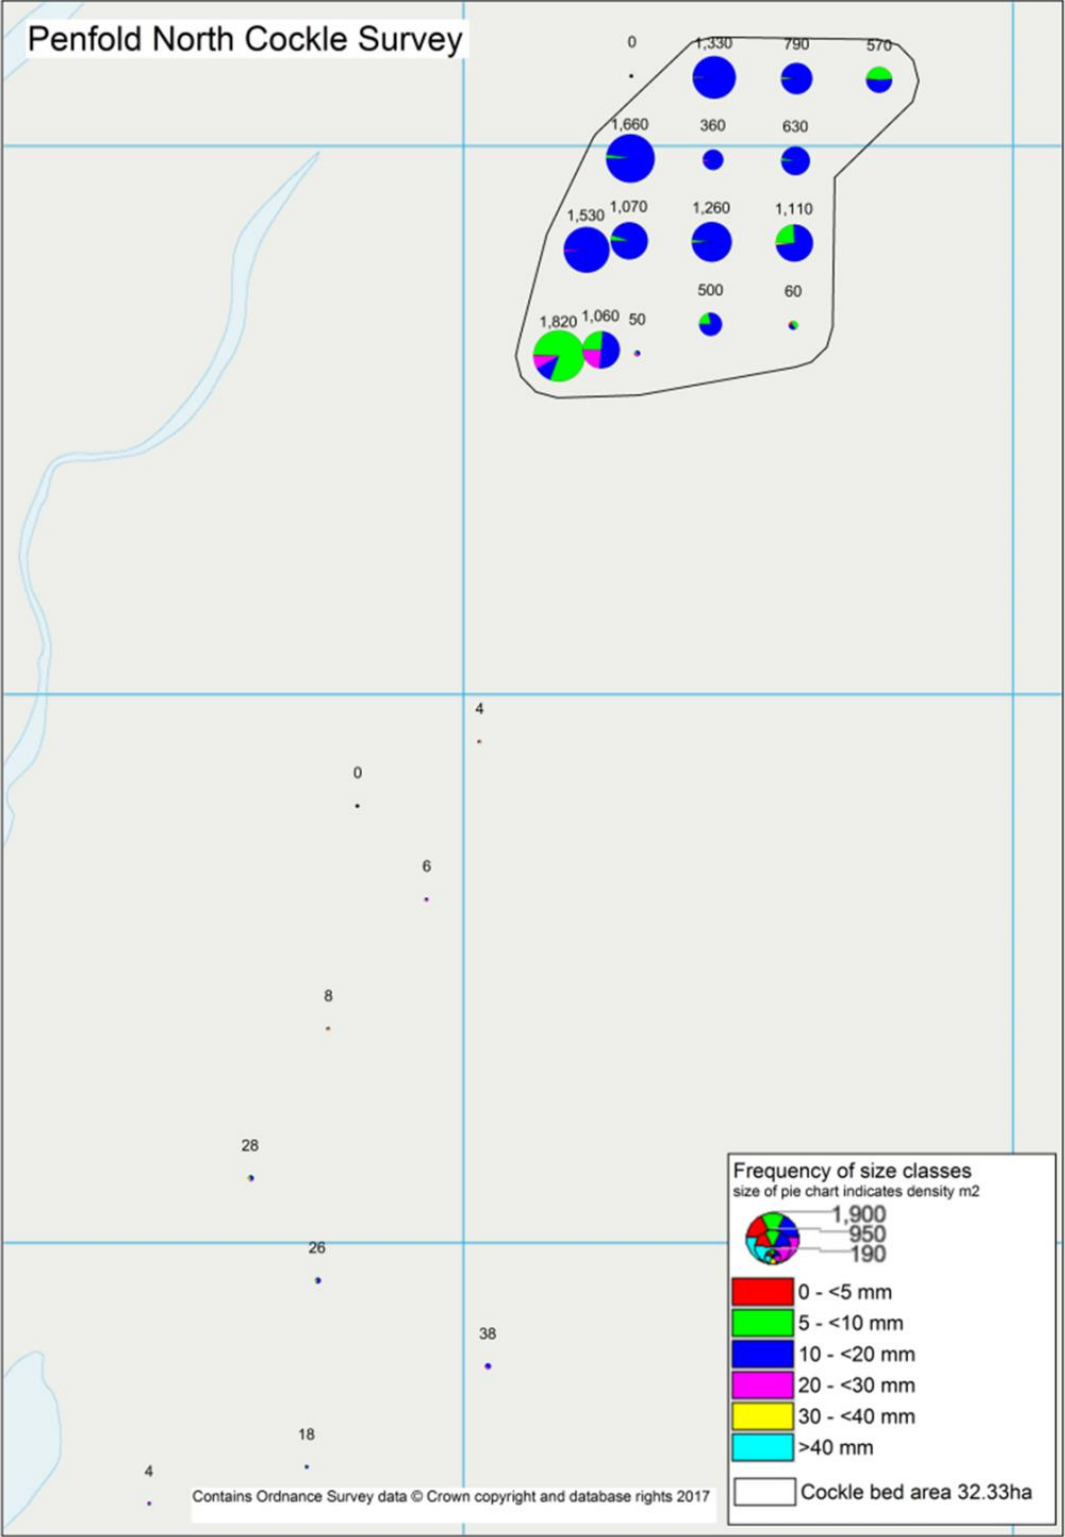 Penfold North Cockle Survey
0
1,330
790
570
1,660
360
630
1,530
1,070
1,260
1,110
500
60
1,820
1,060
50
4
0
6
8
28
26
38
18
4
Frequency of size classes
size of pie chart indicates density m2
1,900
950
190
0 - <5 mm
5 - <10 mm
10 - <20 mm
20 - <30 mm
30 - <40 mm
>40 mm
Cockle bed area 32.33ha
Contains Ordnance Survey data © Crown copyright and database rights 2017